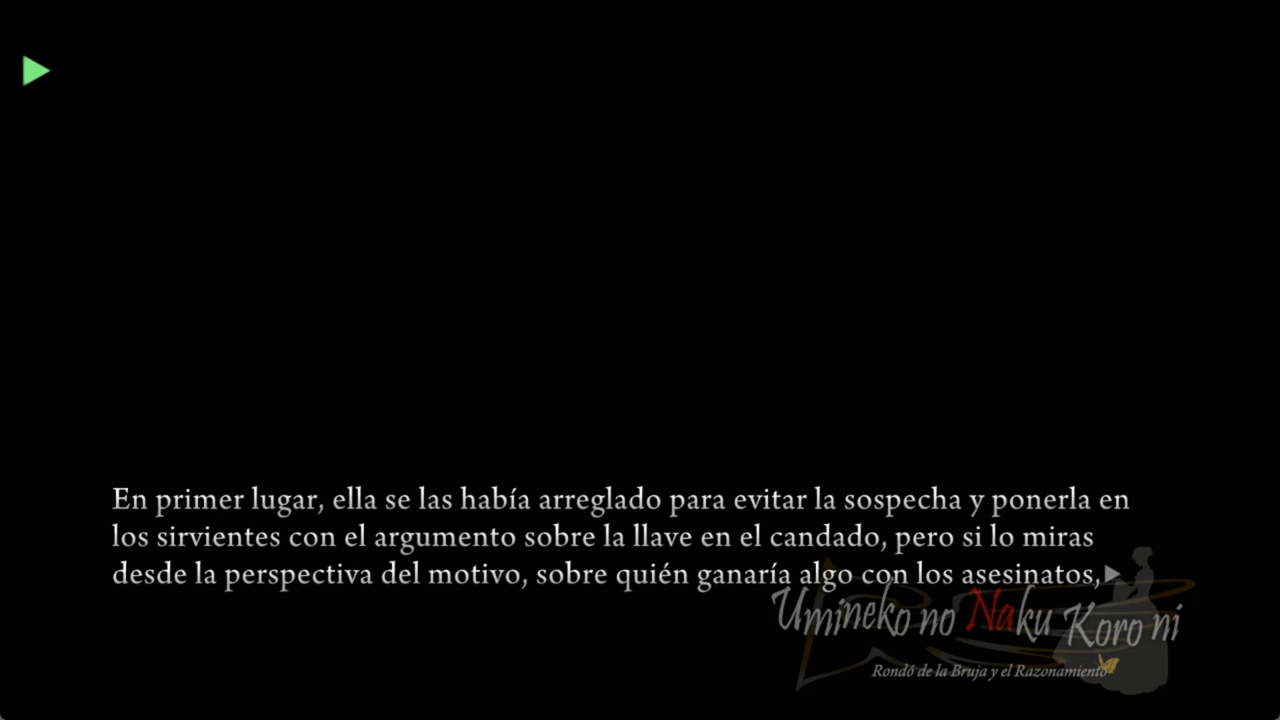 En primer lugar, ella se las había arreglado para evitar la sospecha y ponerla en
los sirvientes con el argumento sobre la llave en el candado, pero si lo miras
desde la perspectiva del motivo, sobre quién ganaría algo con los asesinatos,
Umineko no Naku Koro ni
Rondó de la Bruja y el Razonamiento